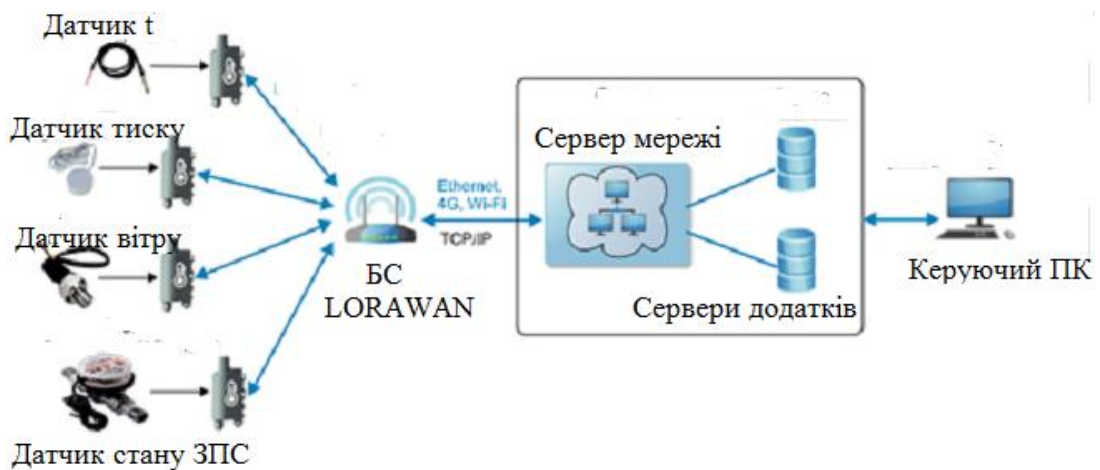 Датчик t
Датчик тиску
Датчик вітру
Датчик стану ЗПС
БС
LORAWAN
Ethernet,
4G, Wi-Fi
TCP/IP
Сервер мережі
Сервери додатків
Керуючий ПК